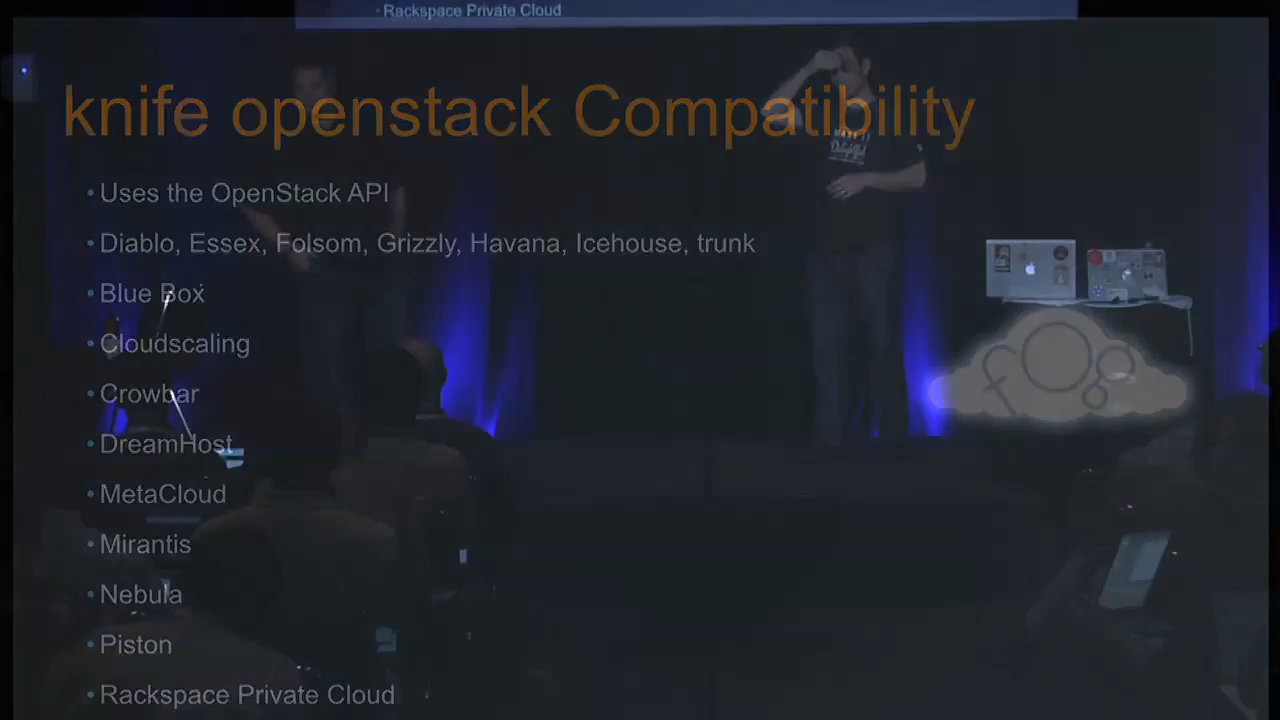 • Rackspace Private Cloud
knife openstack Compatibility
• Uses the OpenStack API
• Diablo, Essex, Folsom, Grizzly, Havana, Icehouse, trunk
• Blue Box
• Cloudscaling
• Crowbar
• DreamHost
• MetaCloud
• Mirantis
• Nebula
• Piston
• Rackspace Private Cloud
fog